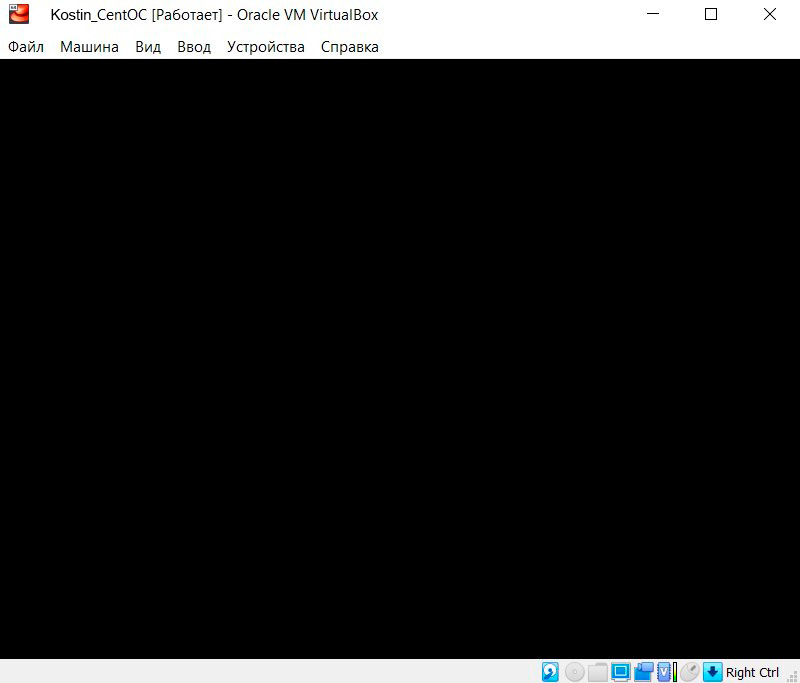 Kostin_CentOC [Работает] - Oracle VM VirtualBox
Файл Машина Вид Ввод Устройства Справка
Right Ctrl